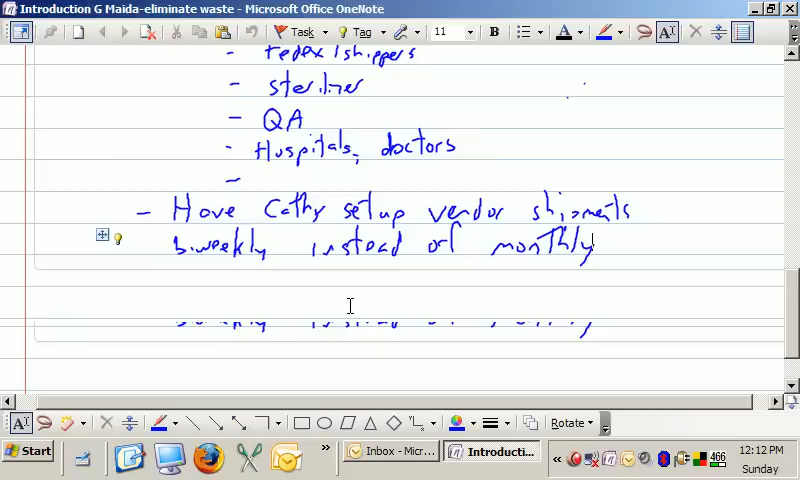 Introduction G Maida-eliminate waste - Microsoft Office OneNote
Task
11
B
- Fedex/shippers
- sterilizer
- QA
- Hospitals, doctors
-
- Have Cathy setup vendor shipments
biweekly instead of monthly
Rotate
Start
Inbox - Micr...
Introducti...
466
12:12 PM
Sunday